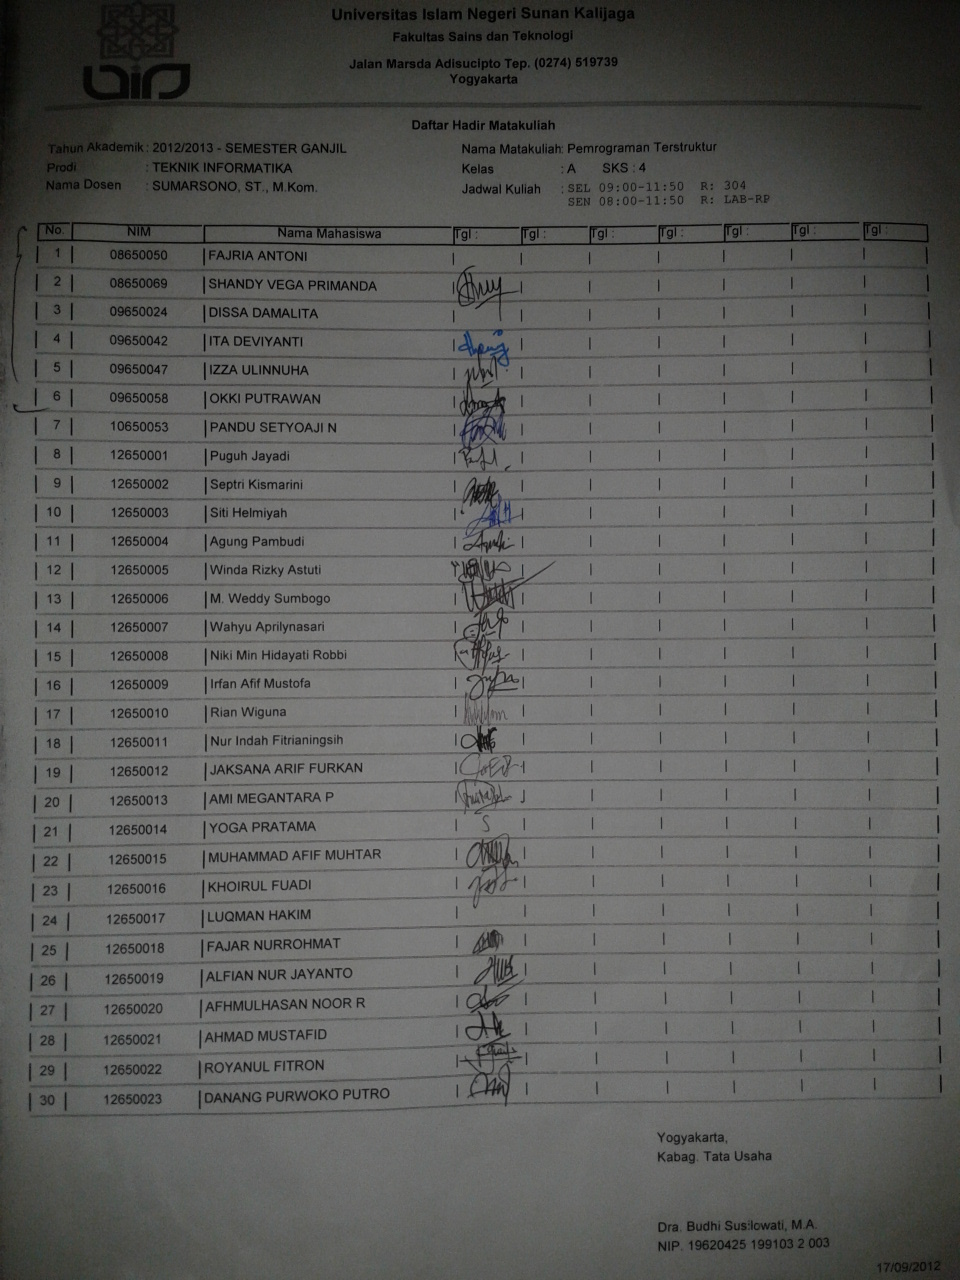 Universitas Islam Negeri Sunan Kalijaga
Fakultas Sains dan Teknologi
Jalan Marsda Adisucipto Tep. (0274) 519739
Yogyakarta
Daftar Hadir Matakuliah
Tahun Akademik : 2012/2013 - SEMESTER GANJIL Nama Matakuliah : Pemrograman Terstruktur
Prodi : TEKNIK INFORMATIKA Kelas : A SKS : 4
Nama Dosen : SUMARSONO, ST., M.Kom. Jadwal Kuliah : SEL 09:00-11:50 R: 304
SEN 08:00-11:50 R: LAB-RP
No. NIM Nama Mahasiswa Tgl : Tgl : Tgl : Tgl : Tgl : Tgl : Tgl :
1 08650050 FAJRIA ANTONI
2 08650069 SHANDY VEGA PRIMANDA
3 09650024 DISSA DAMALITA
4 09650042 ITA DEVIYANTI
5 09650047 IZZA ULINNUHA
6 09650058 OKKI PUTRAWAN
7 10650053 PANDU SETYOAJI N
8 12650001 Puguh Jayadi
9 12650002 Septri Kismarini
10 12650003 Siti Helmiyah
11 12650004 Agung Pambudi
12 12650005 Winda Rizky Astuti
13 12650006 M. Weddy Sumbogo
14 12650007 Wahyu Aprilynasari
15 12650008 Niki Min Hidayati Robbi
16 12650009 Irfan Afif Mustofa
17 12650010 Rian Wiguna
18 12650011 Nur Indah Fitrianingsih
19 12650012 JAKSANA ARIF FURKAN
20 12650013 AMI MEGANTARA P
21 12650014 YOGA PRATAMA S
22 12650015 MUHAMMAD AFIF MUHTAR
23 12650016 KHOIRUL FUADI
24 12650017 LUQMAN HAKIM
25 12650018 FAJAR NURROHMAT
26 12650019 ALFIAN NUR JAYANTO
27 12650020 AFHMULHASAN NOOR R
28 12650021 AHMAD MUSTAFID
29 12650022 ROYANUL FITRON
30 12650023 DANANG PURWOKO PUTRO
Yogyakarta,
Kabag. Tata Usaha
Dra. Budhi Susilowati, M.A.
NIP. 19620425 199103 2 003
17/09/2012